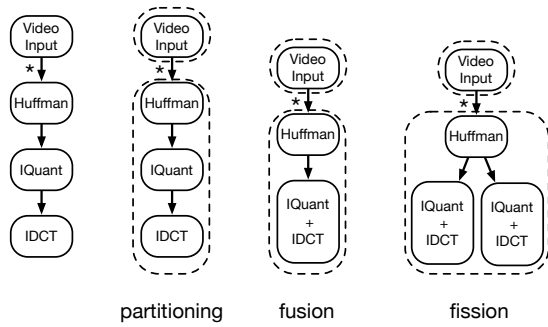 Video
Input
*
Huffman
IQuant
IDCT
Video
Input
*
Huffman
IQuant
IDCT
partitioning
Video
Input
*
Huffman
IQuant
+
IDCT
fusion
Video
Input
*
Huffman
IQuant
+
IDCT
IQuant
+
IDCT
fission